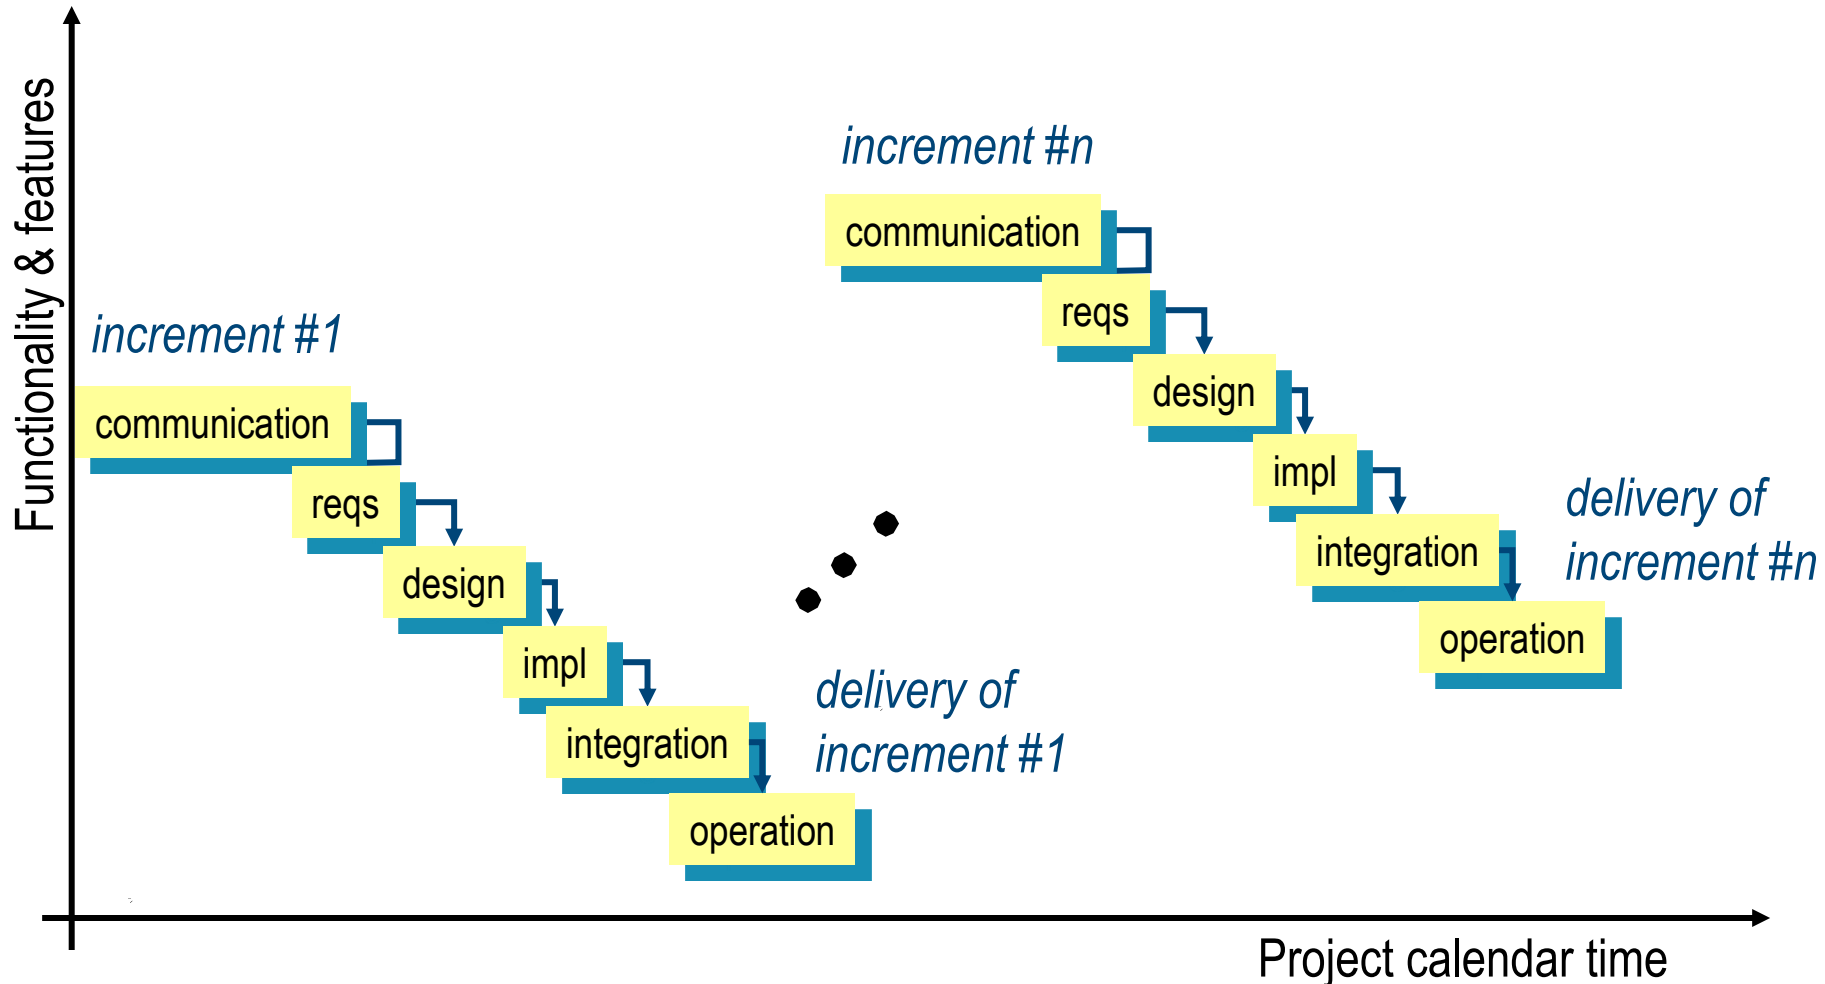 Functionality & features
increment #1
communication
reqs
design
impl
integration
operation
delivery of
increment #1
increment #n
communication
reqs
design
impl
integration
operation
delivery of
increment #n
Project calendar time